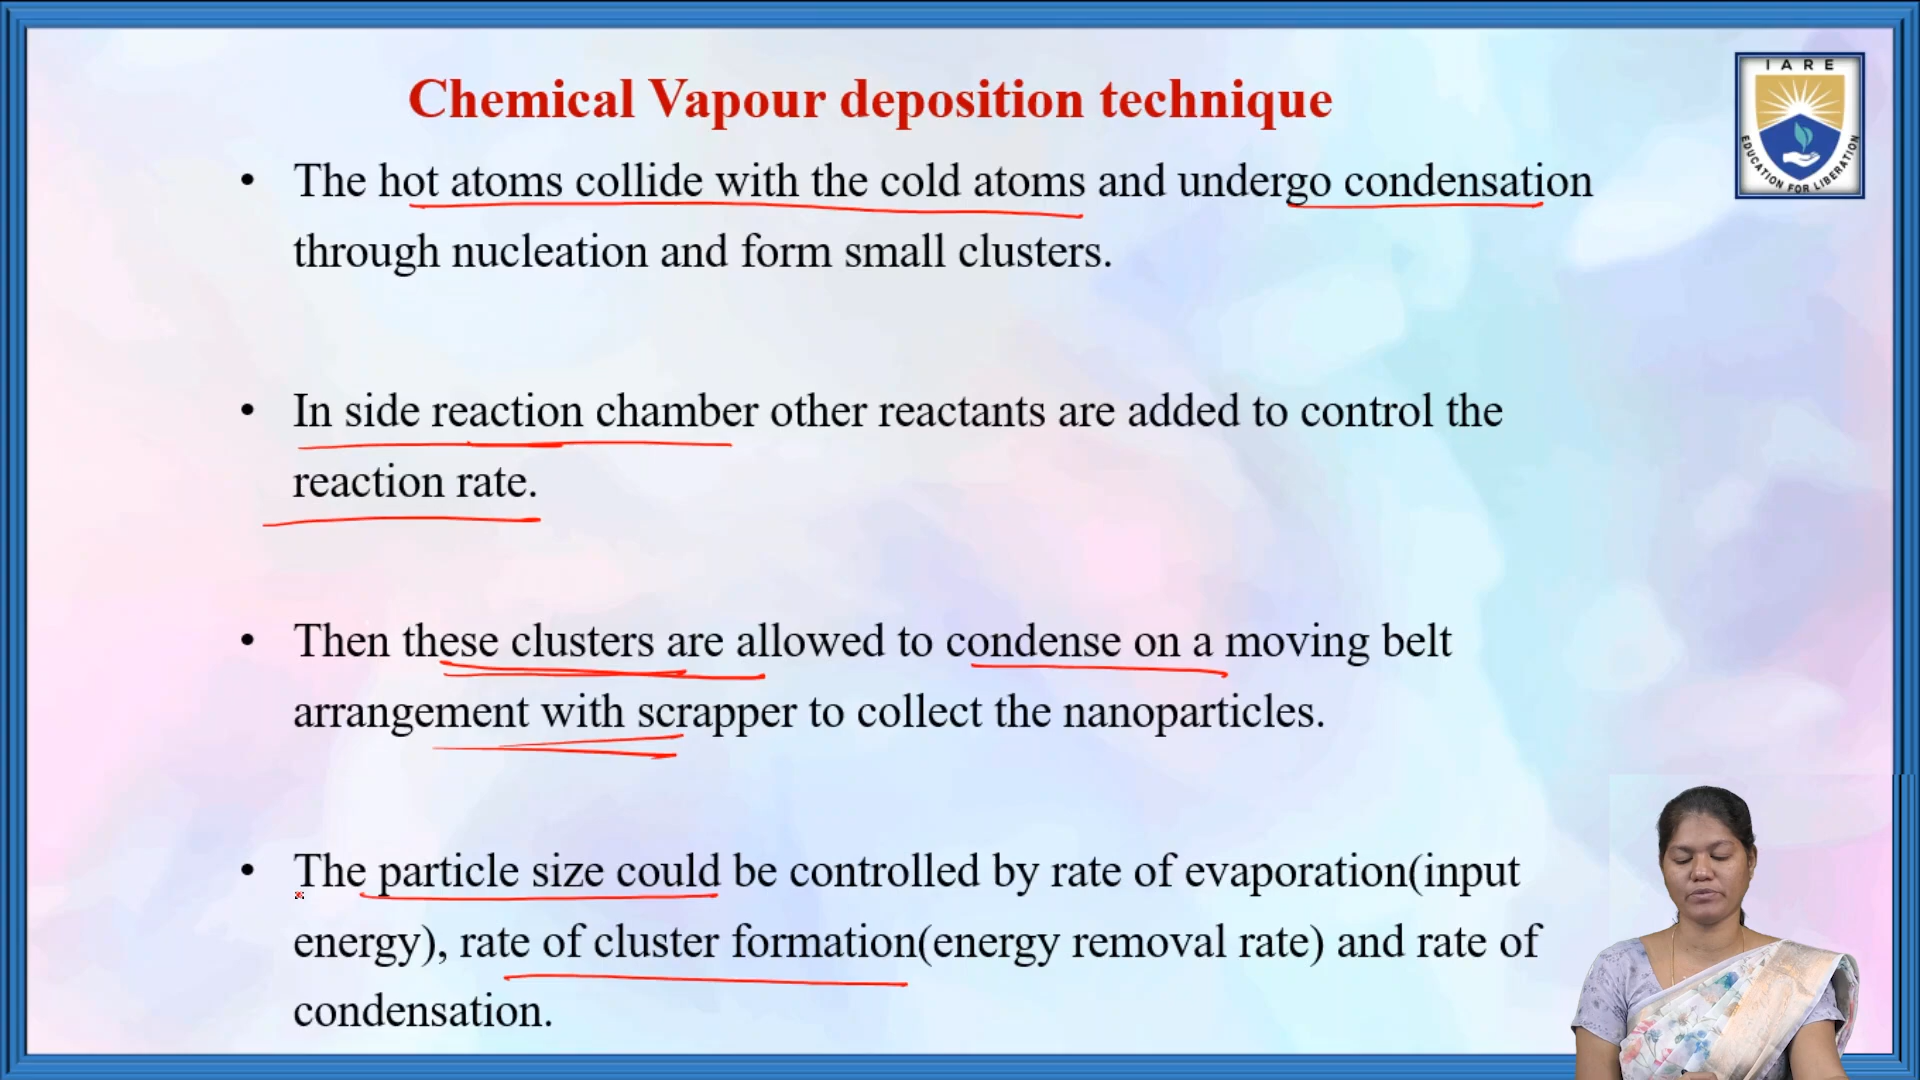 Chemical Vapour deposition technique
IARE
EDUCATION FOR LIBERATION
• The hot atoms collide with the cold atoms and undergo condensation
through nucleation and form small clusters.
• In side reaction chamber other reactants are added to control the
reaction rate.
• Then these clusters are allowed to condense on a moving belt
arrangement with scrapper to collect the nanoparticles.
• The particle size could be controlled by rate of evaporation(input
energy), rate of cluster formation(energy removal rate) and rate of
condensation.